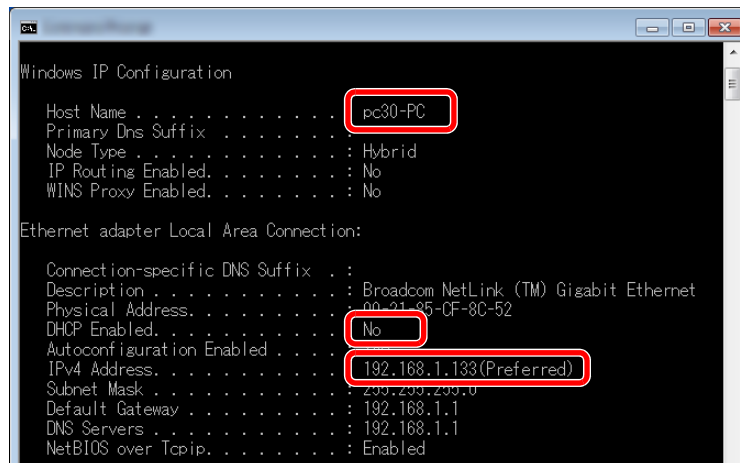 Windows IP Configuration
Host Name . . . . . . . . . . . . : pc30-PC
Primary Dns Suffix . . . . . . . :
Node Type . . . . . . . . . . . . : Hybrid
IP Routing Enabled. . . . . . . . : No
WINS Proxy Enabled. . . . . . . . : No
Ethernet adapter Local Area Connection:
Connection-specific DNS Suffix . :
Description . . . . . . . . . . . : Broadcom NetLink (TM) Gigabit Ethernet
Physical Address. . . . . . . . . : 00-21-85-CF-8C-52
DHCP Enabled. . . . . . . . . . . : No
Autoconfiguration Enabled . . . . :
IPv4 Address. . . . . . . . . . . : 192.168.1.133(Preferred)
Subnet Mask . . . . . . . . . . . : 255.255.255.0
Default Gateway . . . . . . . . . : 192.168.1.1
DNS Servers . . . . . . . . . . . : 192.168.1.1
NetBIOS over Tcpip. . . . . . . . : Enabled